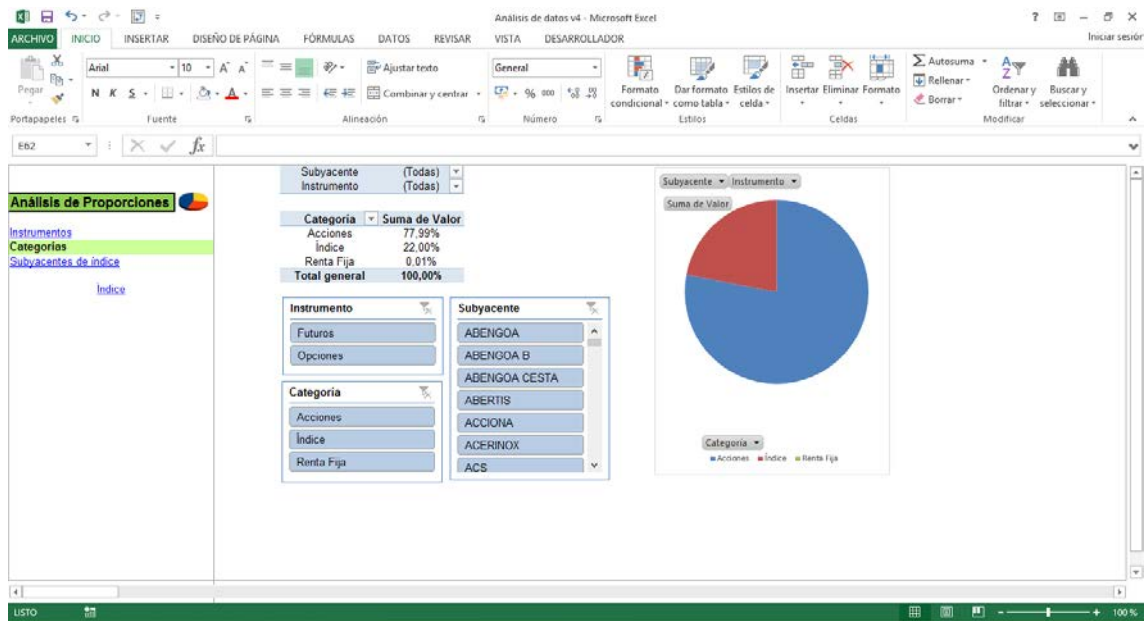 Análisis de datos v4 - Microsoft Excel
ARCHIVO INICIO INSERTAR DISEÑO DE PÁGINA FÓRMULAS DATOS REVISAR VISTA DESARROLLADOR Iniciar sesión
Pegar
Arial 10
Ajustar texto
General
Autosuma
Rellenar
Borrar
N K S A
Combinar y centrar
% 000
Formato condicional
Dar formato como tabla
Estilos de celda
Insertar Eliminar Formato
Ordenar y filtrar
Buscar y seleccionar
Portapapeles Fuente Alineación Número Estilos Celdas Modificar
E62 fx
Análisis de Proporciones
Instrumentos
Categorías
Subyacentes de índice
Índice
Subyacente (Todas)
Instrumento (Todas)
Categoría Suma de Valor
Acciones 77,99%
Índice 22,00%
Renta Fija 0,01%
Total general 100,00%
Instrumento
Futuros
Opciones
Categoría
Acciones
Índice
Renta Fija
Subyacente
ABENGOA
ABENGOA B
ABENGOA CESTA
ABERTIS
ACCIONA
ACERINOX
ACS
Subyacente Instrumento
Suma de Valor
Categoría
Acciones Índice Renta Fija
LISTO 100 %